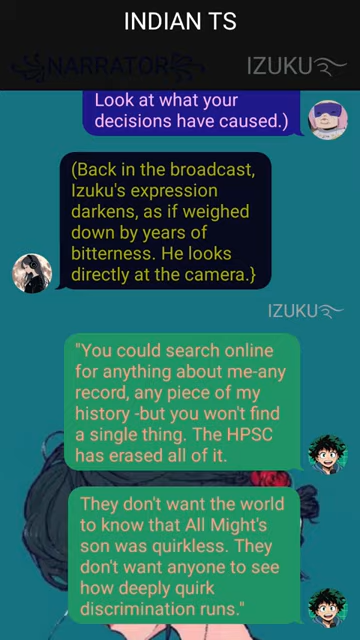 INDIAN TS
꧁NARRATOR꧂
IZUKU࿐
Look at what your
decisions have caused.)
(Back in the broadcast,
Izuku's expression
darkens, as if weighed
down by years of
bitterness. He looks
directly at the camera.}
IZUKU࿐
"You could search online
for anything about me-any
record, any piece of my
history -but you won't find
a single thing. The HPSC
has erased all of it.
They don't want the world
to know that All Might's
son was quirkless. They
don't want anyone to see
how deeply quirk
discrimination runs."